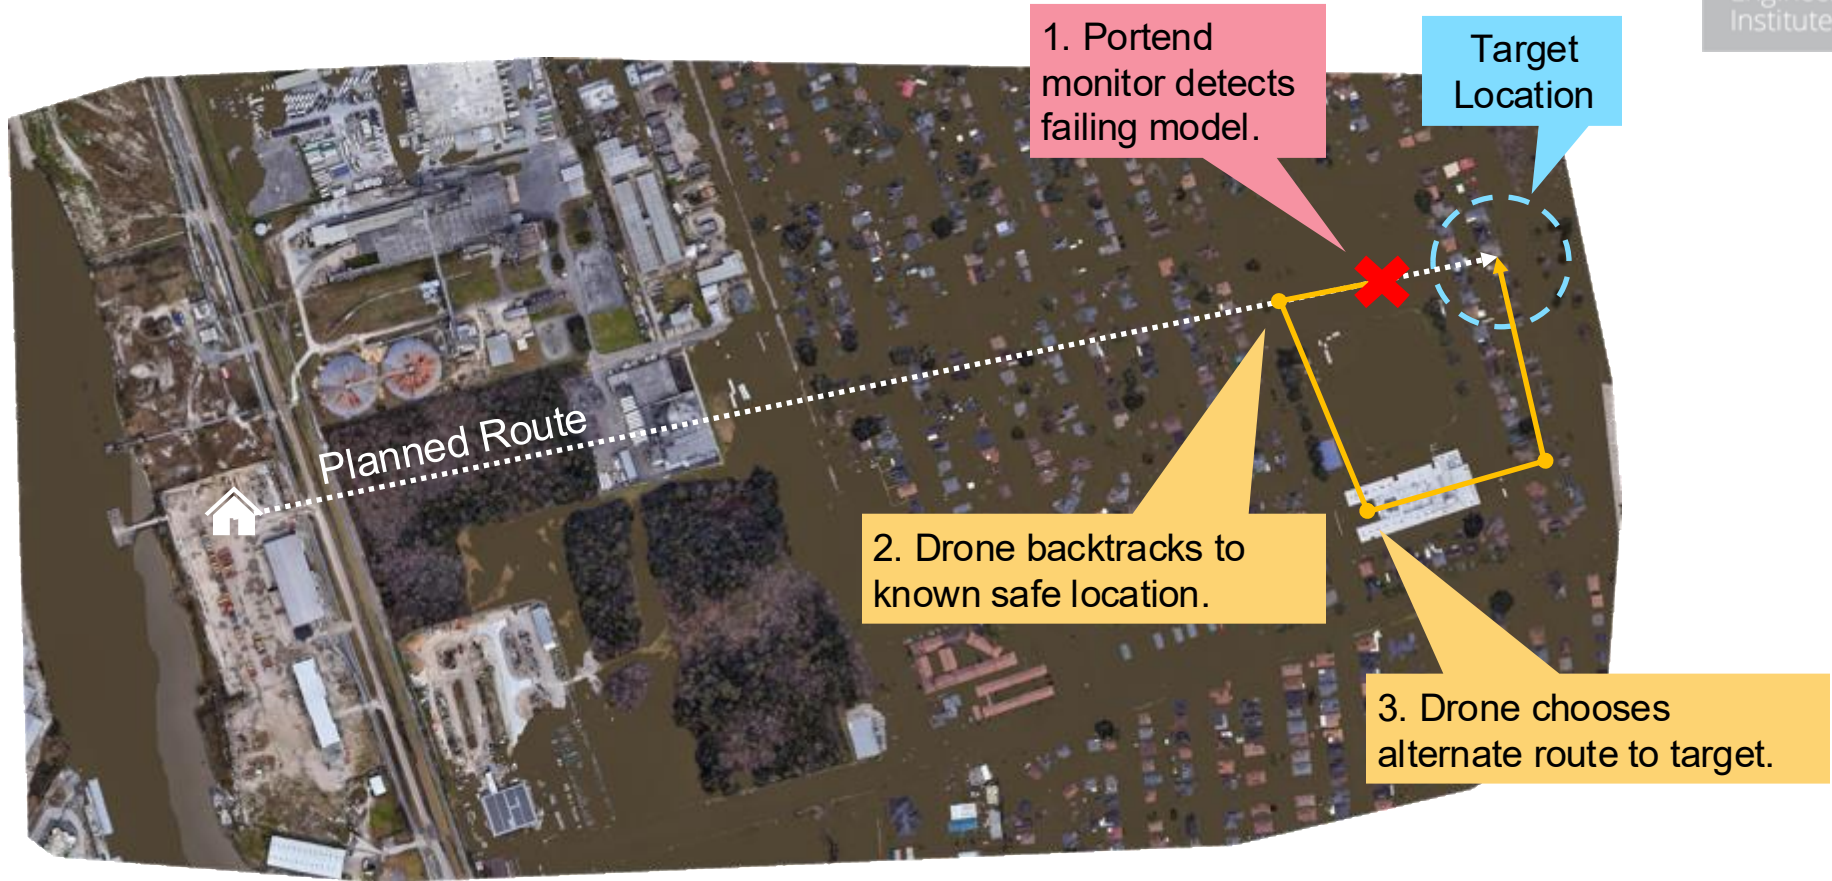 Institute
1. Portend
monitor detects
failing model.
Target
Location
Planned Route
2. Drone backtracks to
known safe location.
3. Drone chooses
alternate route to target.